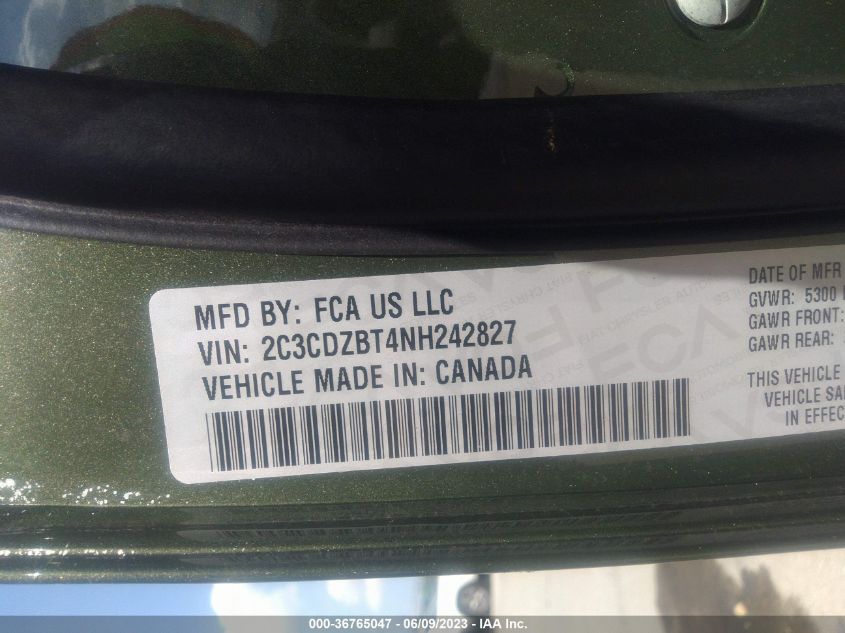 MFD BY: FCA US LLC
VIN: 2C3CDZBT4NH242827
VEHICLE MADE IN: CANADA
DATE OF MFR
GVWR: 5300
GAWR FRONT:
GAWR REAR:
THIS VEHICLE
VEHICLE SA
IN EFFEC
000-36765047 - 06/09/2023 - IAA Inc.